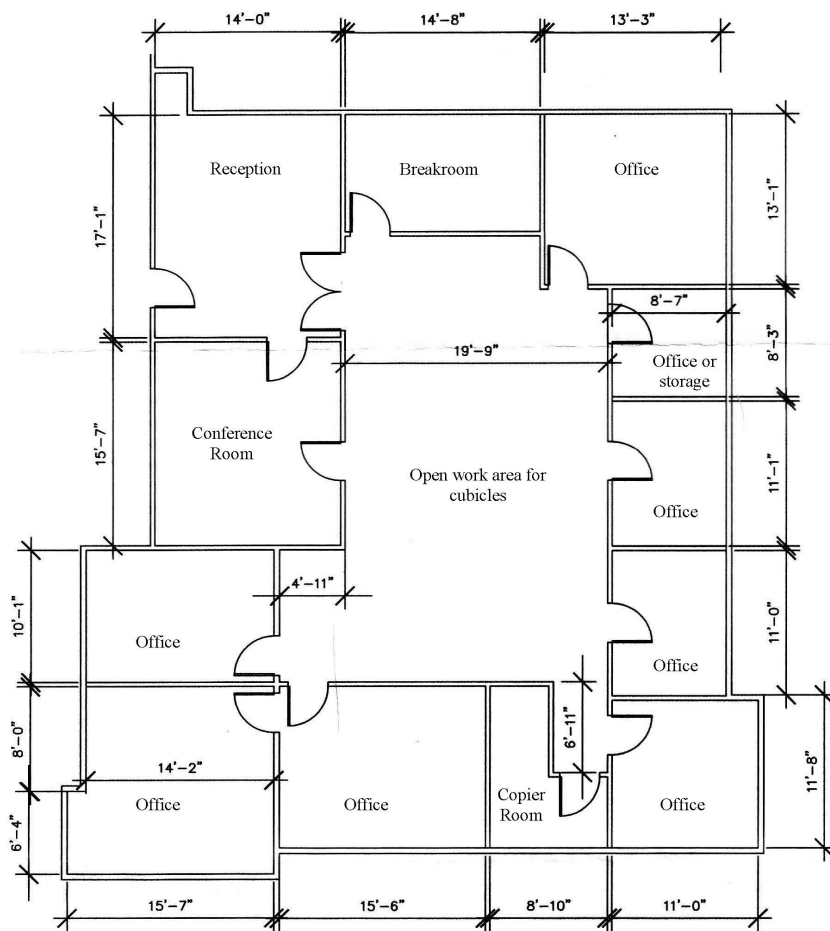 14'-0"
14'-8"
13'-3"
Reception
Breakroom
Office
17'-1"
13'-1"
8'-7"
8'-3"
19'-9"
Office or
storage
Conference
Room
15'-7"
Open work area for
cubicles
11'-1"
Office
4'-11"
10'-1"
Office
11'-0"
Office
6'-11"
8'-0"
14'-2"
11'-8"
Office
Office
Copier
Room
Office
6'-4"
15'-7"
15'-6"
8'-10"
11'-0"